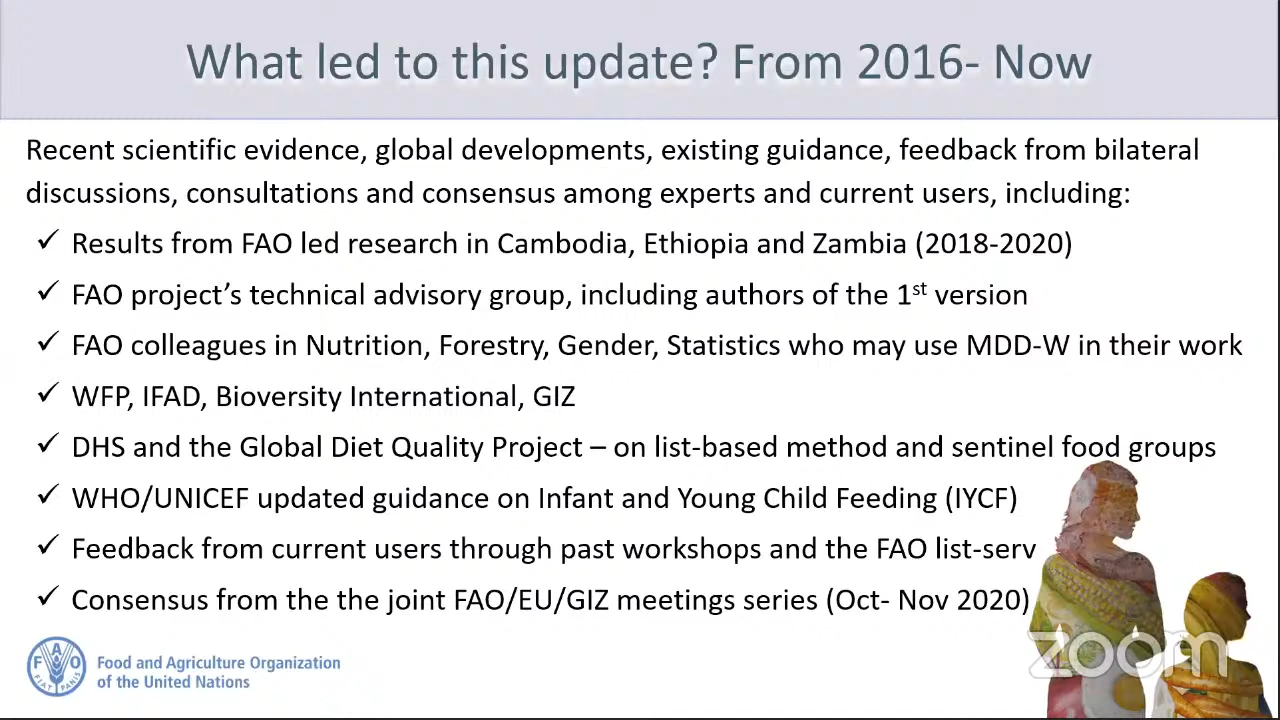 What led to this update? From 2016- Now
Recent scientific evidence, global developments, existing guidance, feedback from bilateral
discussions, consultations and consensus among experts and current users, including:
✓ Results from FAO led research in Cambodia, Ethiopia and Zambia (2018-2020)
✓ FAO project’s technical advisory group, including authors of the 1st version
✓ FAO colleagues in Nutrition, Forestry, Gender, Statistics who may use MDD-W in their work
✓ WFP, IFAD, Bioversity International, GIZ
✓ DHS and the Global Diet Quality Project – on list-based method and sentinel food groups
✓ WHO/UNICEF updated guidance on Infant and Young Child Feeding (IYCF)
✓ Feedback from current users through past workshops and the FAO list-serv
✓ Consensus from the the joint FAO/EU/GIZ meetings series (Oct- Nov 2020)
FAO
FIAT PANIS
Food and Agriculture Organization
of the United Nations
zoom